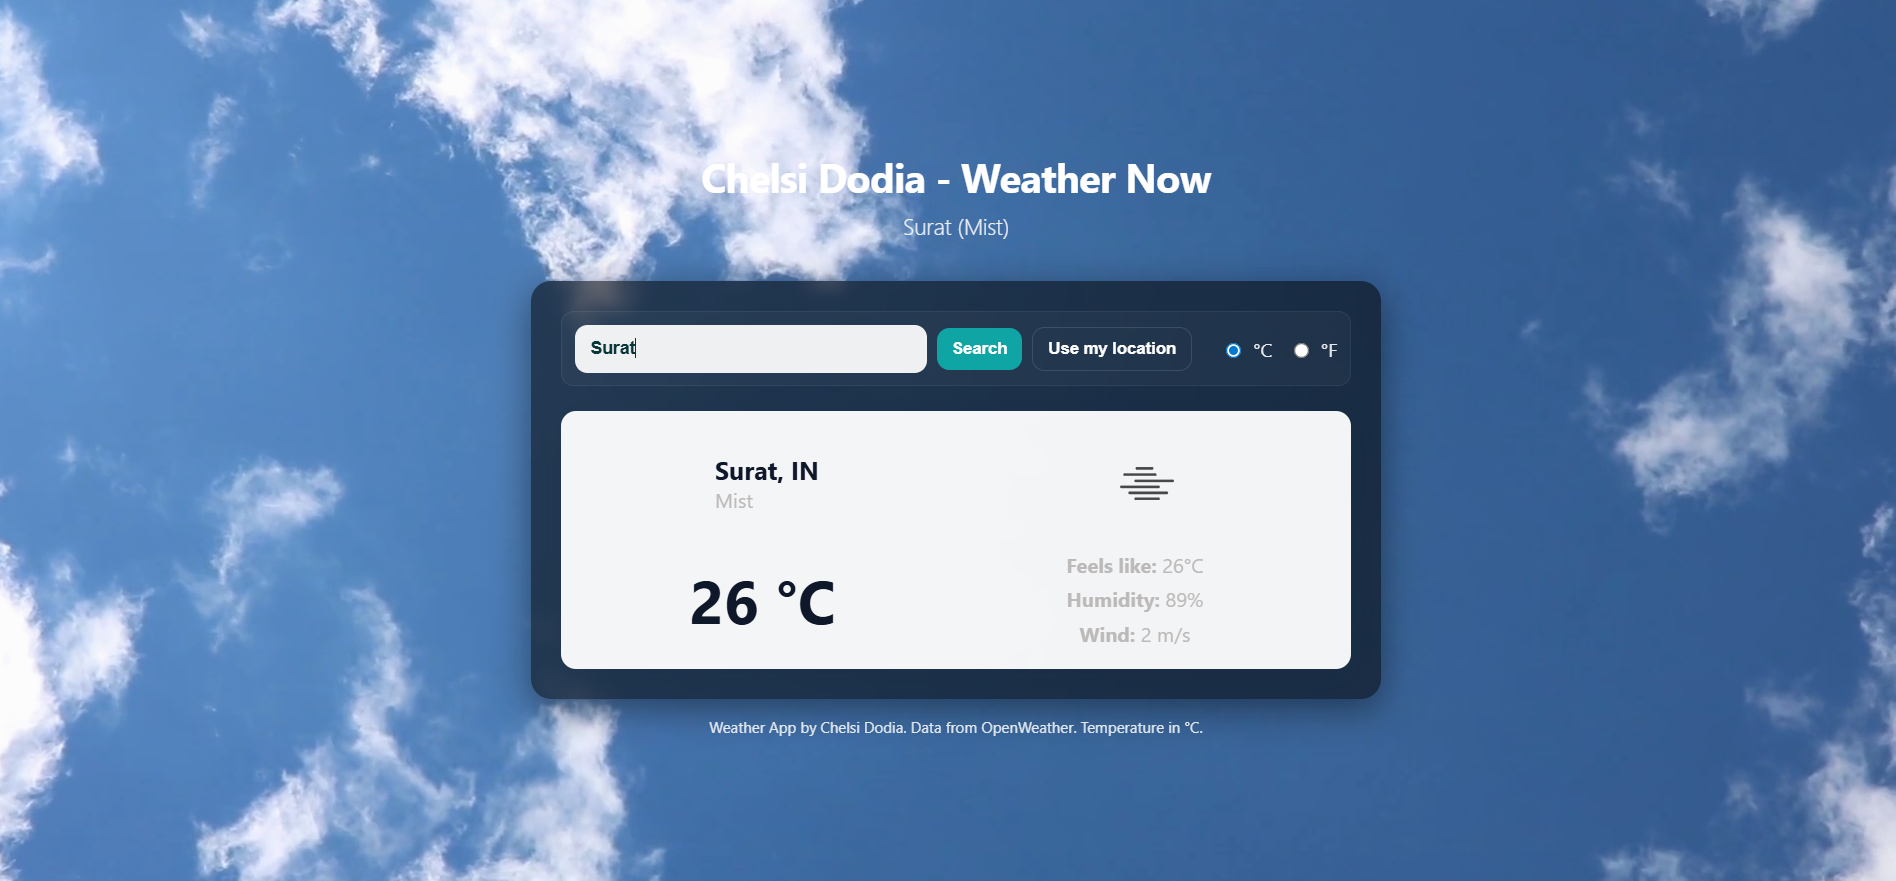 Chelsi Dodia - Weather Now
Surat (Mist)
Surat Search Use my location °C °F
Surat, IN
Mist
26 °C
Feels like: 26°C
Humidity: 89%
Wind: 2 m/s
Weather App by Chelsi Dodia. Data from OpenWeather. Temperature in °C.